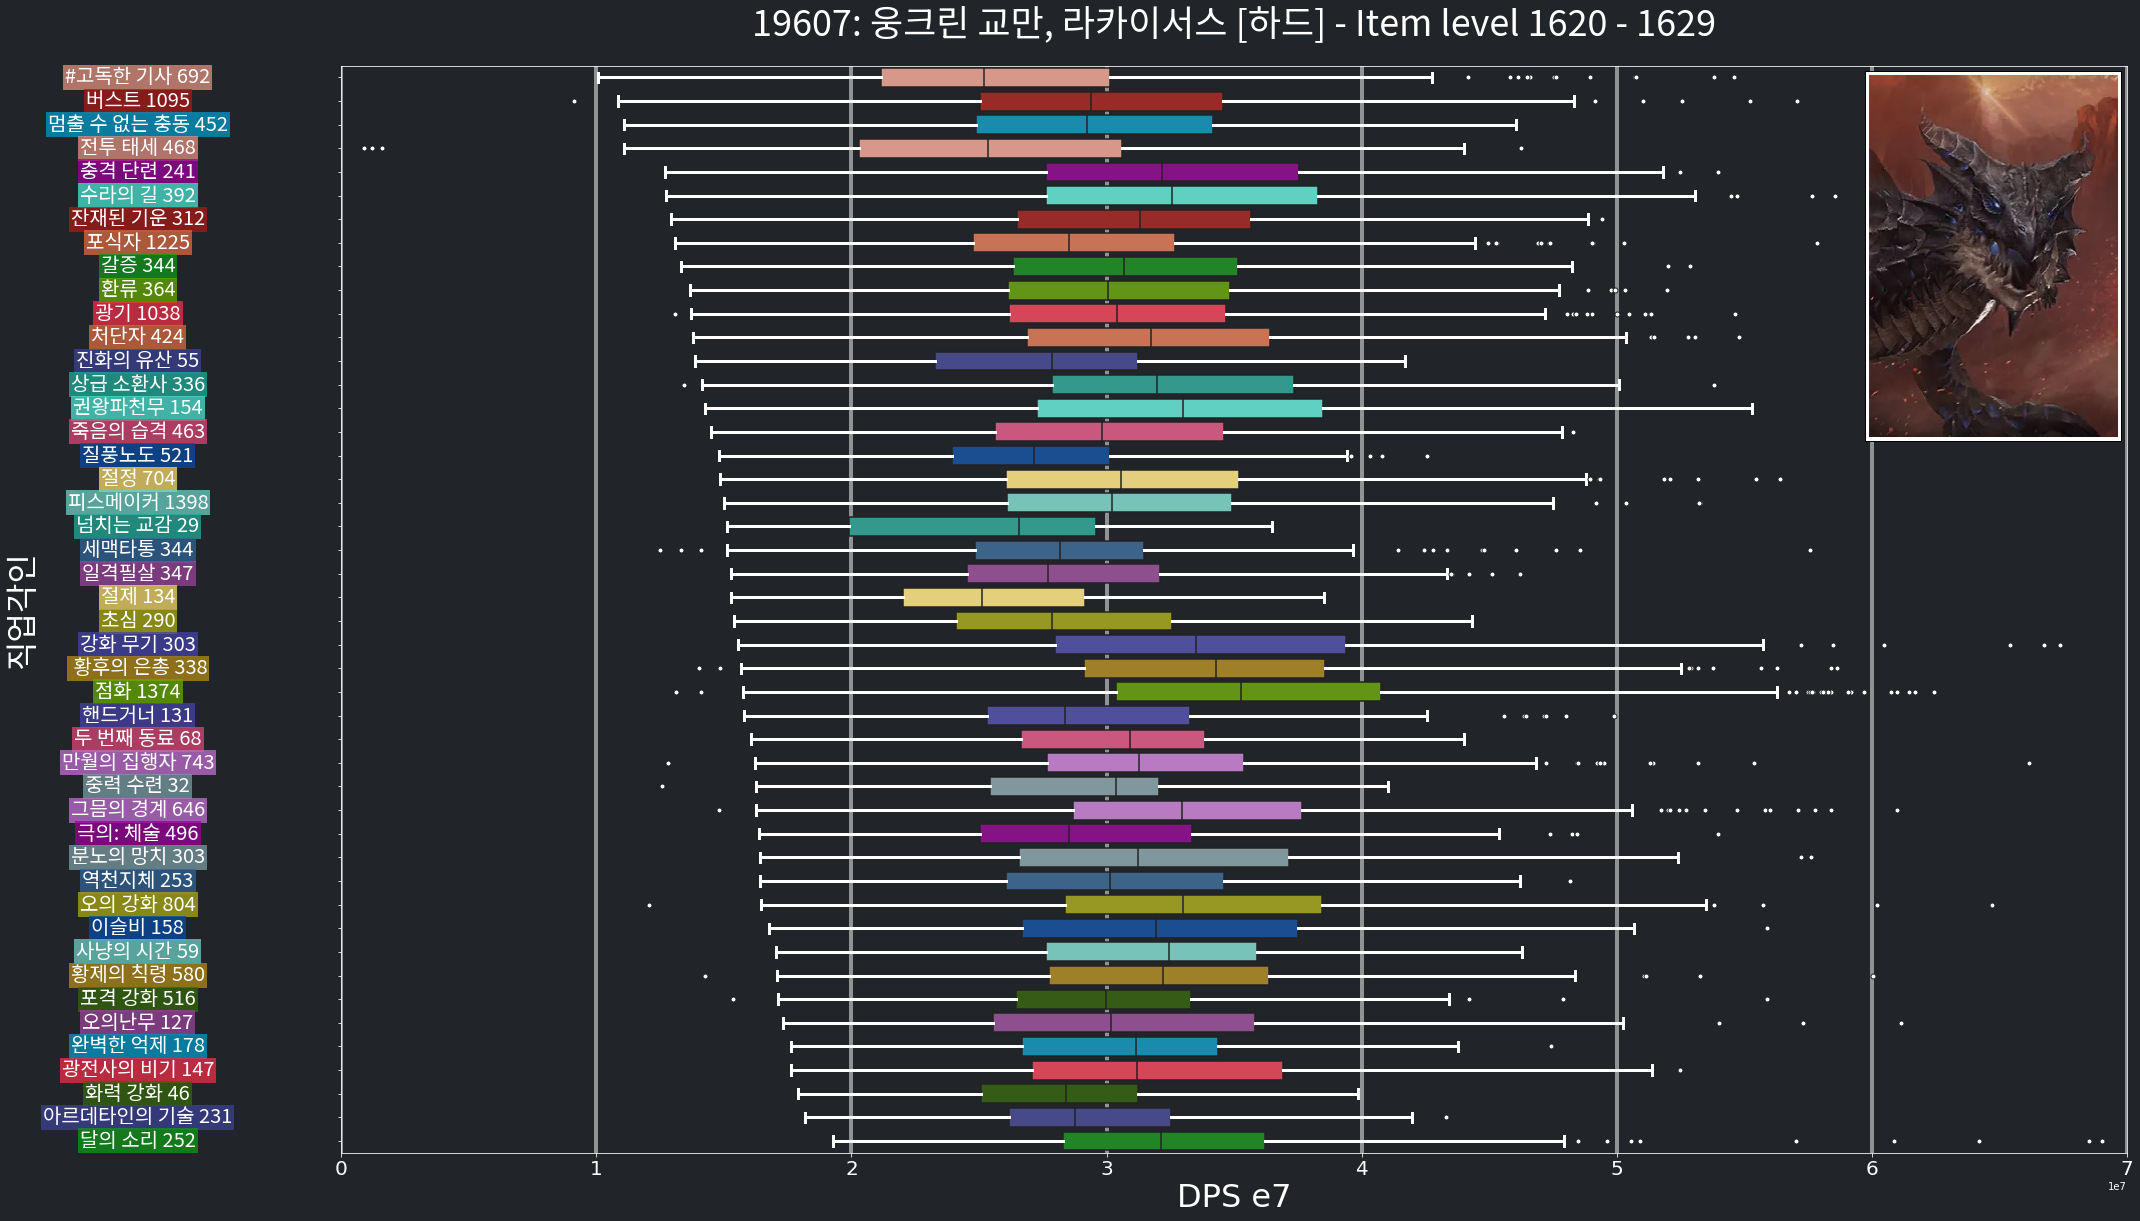 19607: 웅크린 교만, 라카이서스 [하드] - Item level 1620 - 1629
#고독한 기사 692
버스트 1095
멈출 수 없는 충동 452
전투 태세 468
충격 단련 241
수라의 길 392
잔재된 기운 312
포식자 1225
갈증 344
환류 364
광기 1038
처단자 424
진화의 유산 55
상급 소환사 336
권왕파천무 154
죽음의 습격 463
질풍노도 521
절정 704
피스메이커 1398
넘치는 교감 29
세맥타통 344
일격필살 347
절제 134
초심 290
강화 무기 303
황후의 은총 338
점화 1374
핸드거너 131
두 번째 동료 68
만월의 집행자 743
중력 수련 32
그믐의 경계 646
극의: 체술 496
분노의 망치 303
역천지체 253
오의 강화 804
이슬비 158
사냥의 시간 59
황제의 칙령 580
포격 강화 516
오의난무 127
완벽한 억제 178
광전사의 비기 147
화력 강화 46
아르데타인의 기술 231
달의 소리 252
직업각인
0 1 2 3 4 5 6 7
DPS e7
1e7